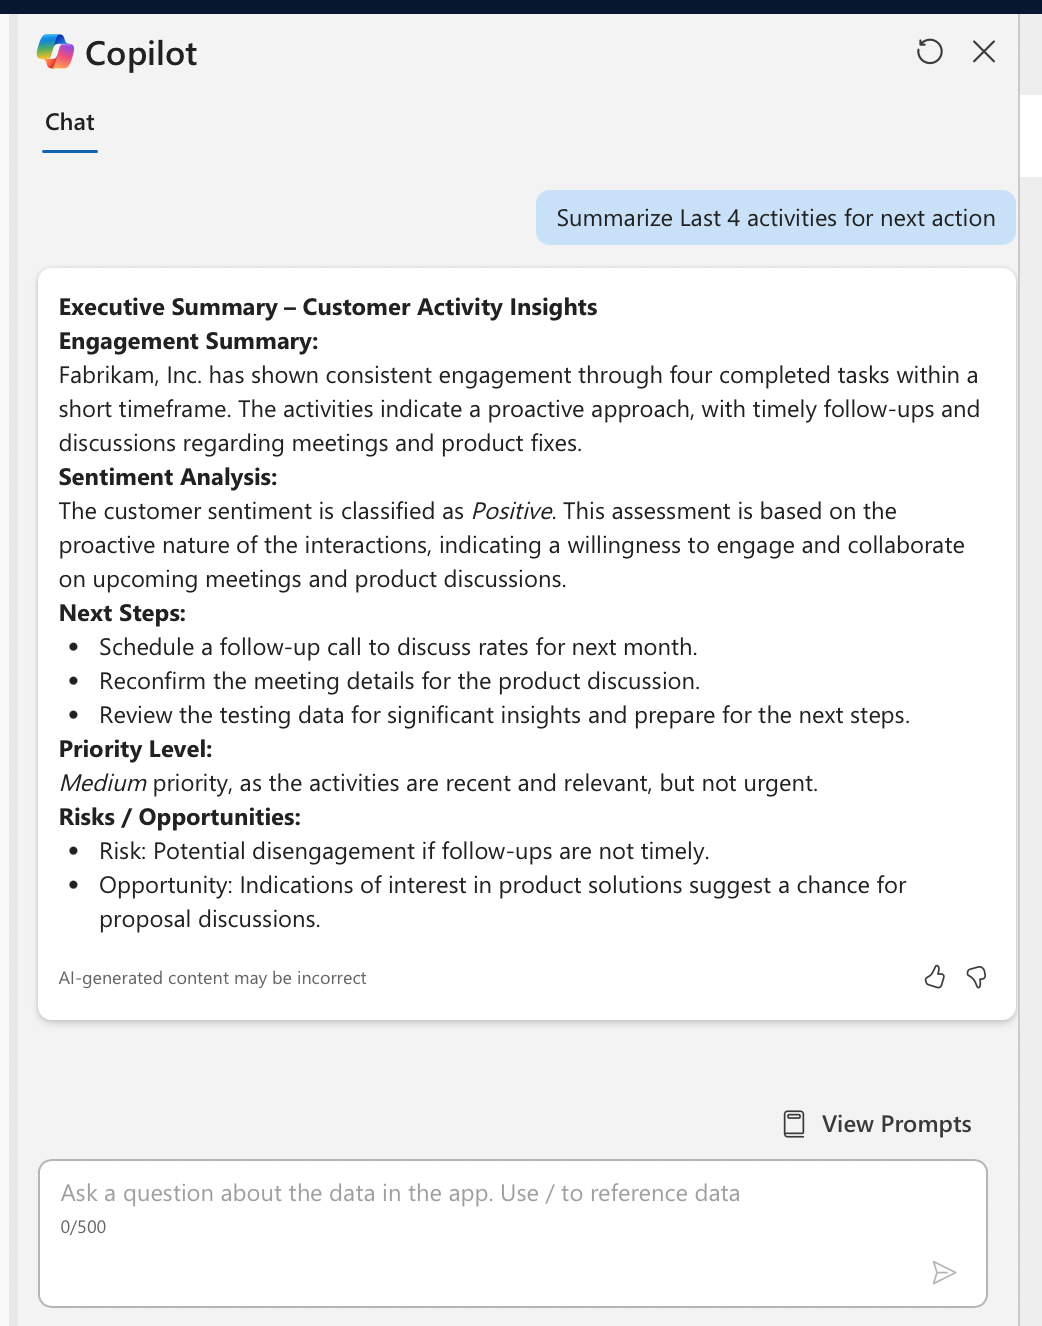 Copilot
Chat
Summarize Last 4 activities for next action
Executive Summary – Customer Activity Insights
Engagement Summary:
Fabrikam, Inc. has shown consistent engagement through four completed tasks within a
short timeframe. The activities indicate a proactive approach, with timely follow-ups and
discussions regarding meetings and product fixes.
Sentiment Analysis:
The customer sentiment is classified as Positive. This assessment is based on the
proactive nature of the interactions, indicating a willingness to engage and collaborate
on upcoming meetings and product discussions.
Next Steps:
• Schedule a follow-up call to discuss rates for next month.
• Reconfirm the meeting details for the product discussion.
• Review the testing data for significant insights and prepare for the next steps.
Priority Level:
Medium priority, as the activities are recent and relevant, but not urgent.
Risks / Opportunities:
• Risk: Potential disengagement if follow-ups are not timely.
• Opportunity: Indications of interest in product solutions suggest a chance for
proposal discussions.
AI-generated content may be incorrect
View Prompts
Ask a question about the data in the app. Use / to reference data
0/500